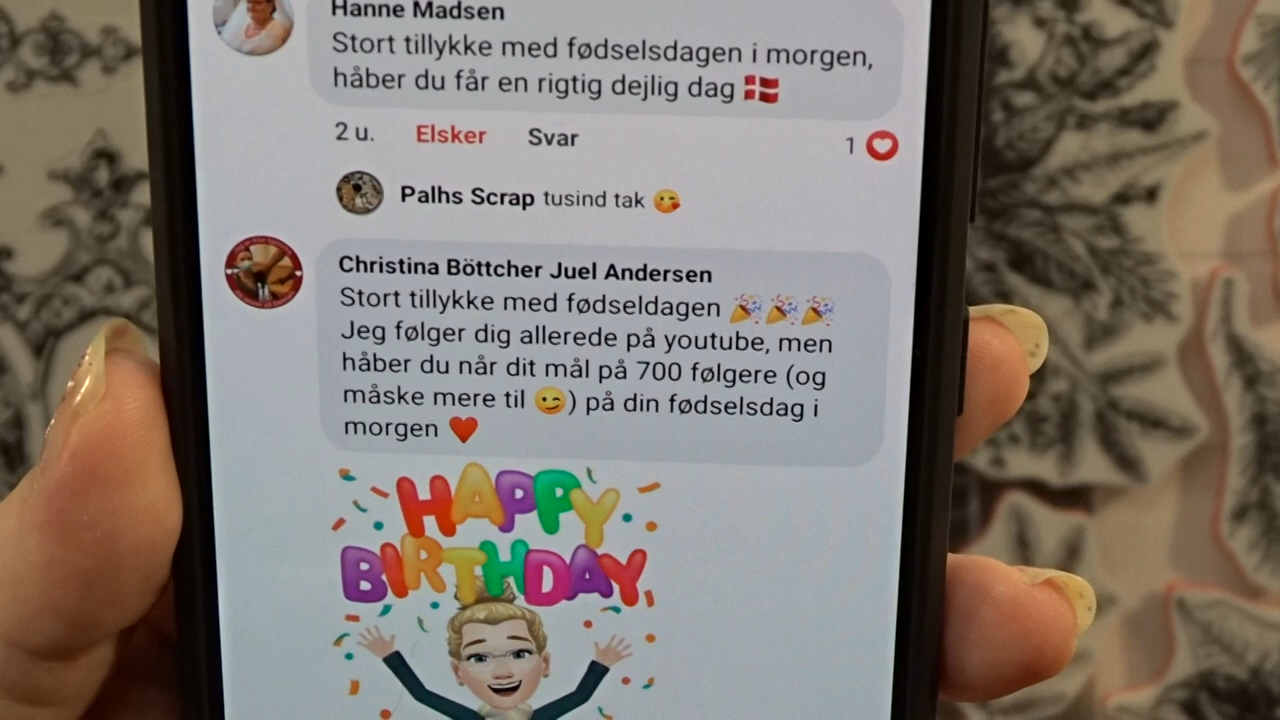 Hanne Madsen
Stort tillykke med fødselsdagen i morgen,
håber du får en rigtig dejlig dag 🇩🇰
2 u. Elsker Svar 1
Palhs Scrap tusind tak 😘
Christina Böttcher Juel Andersen
Stort tillykke med fødseldagen 🎉🎉🎉
Jeg følger dig allerede på youtube, men
håber du når dit mål på 700 følgere (og
måske mere til 😉) på din fødselsdag i
morgen ❤️
HAPPY
BIRTHDAY